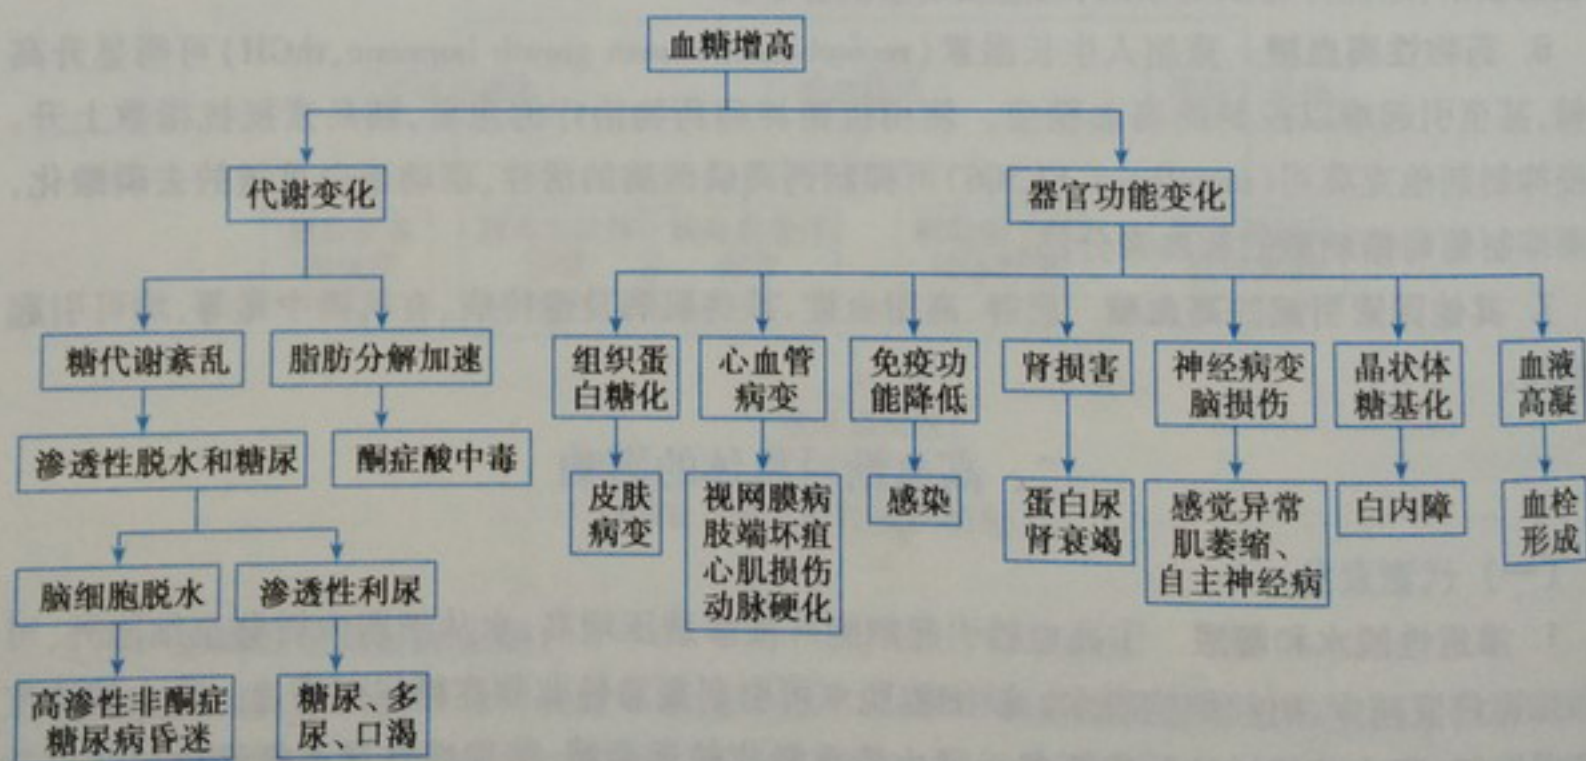 血糖增高
代谢变化
器官功能变化
糖代谢紊乱
脂肪分解加速
组织蛋
白糖化
心血管
病变
免疫功
能降低
肾损害
神经病变
脑损伤
晶状体
糖基化
血液
高凝
渗透性脱水和糖尿
酮症酸中毒
皮肤
病变
视网膜病
肢端坏疽
心肌损伤
动脉硬化
感染
蛋白尿
肾衰竭
感觉异常
肌萎缩、
自主神经病
白内障
血栓
形成
脑细胞脱水
渗透性利尿
高渗性非酮症
糖尿病昏迷
糖尿、多
尿、口渴